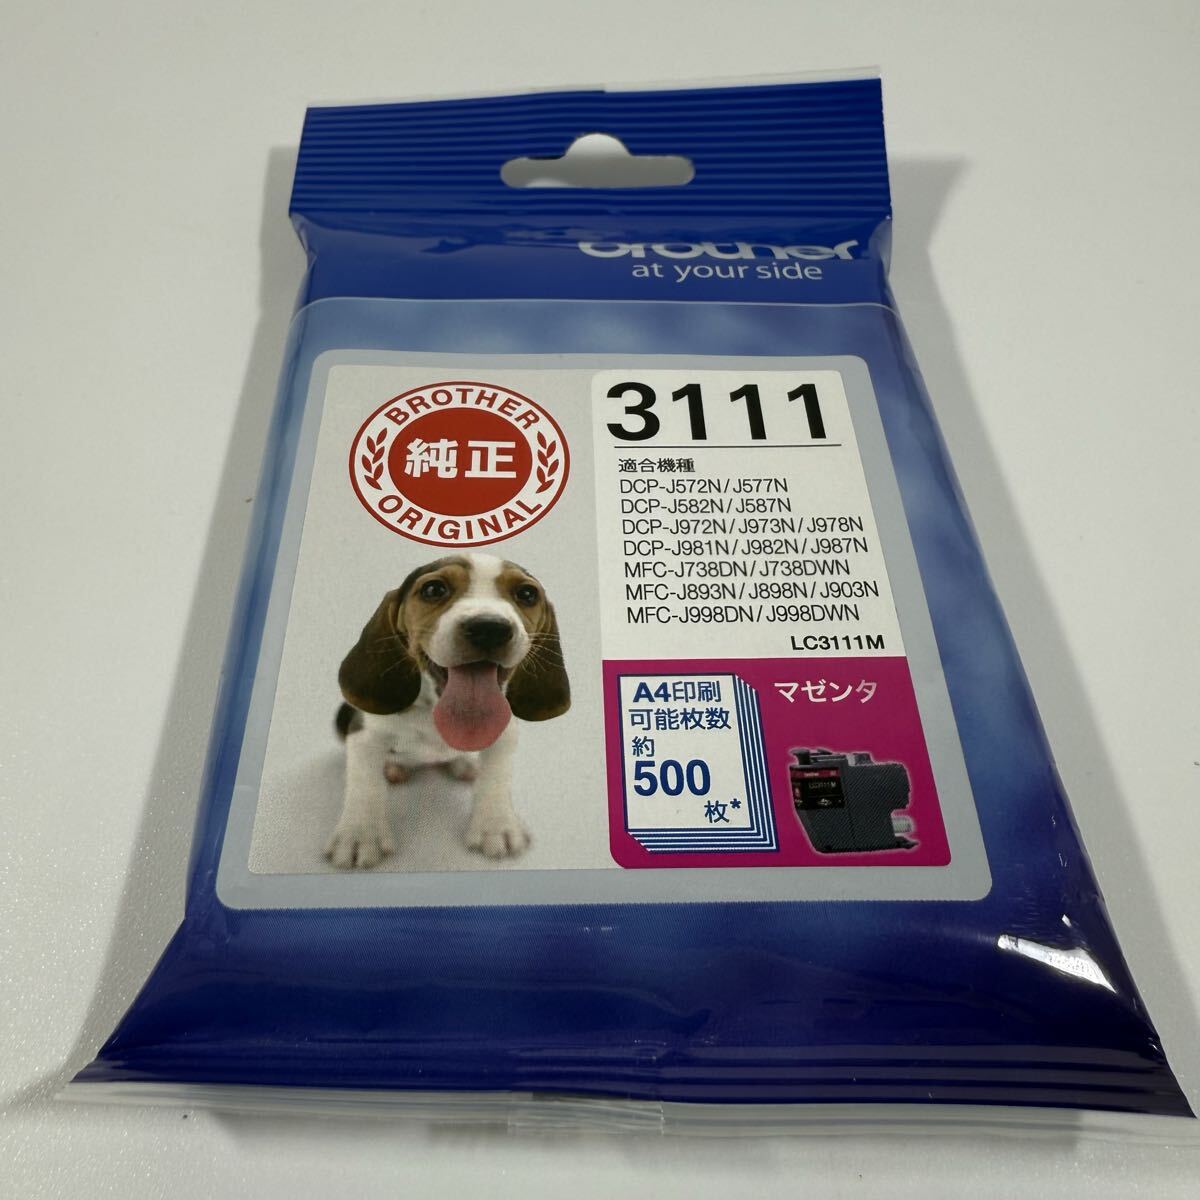 brother
at your side
BROTHER
純正
ORIGINAL
3111
適合機種
DCP-J572N/J577N
DCP-J582N/J587N
DCP-J972N/J973N/J978N
DCP-J981N/J982N/J987N
MFC-J738DN/J738DWN
MFC-J893N/J898N/J903N
MFC-J998DN/J998DWN
LC3111M
A4印刷
可能枚数
約
500
枚*
マゼンタ
brother
LC3111M